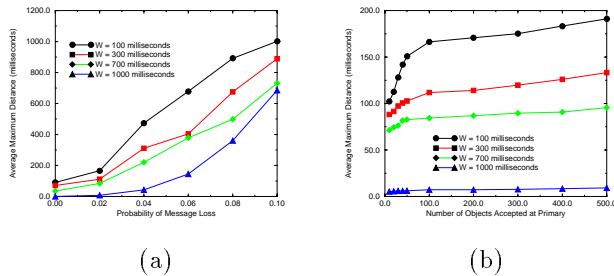 1200.0
1000.0
800.0
600.0
400.0
200.0
0.0
Average Maximum Distance (milliseconds)
W = 100 milliseconds
W = 300 milliseconds
W = 700 milliseconds
W = 1000 milliseconds
0.00 0.02 0.04 0.06 0.08 0.10
Probability of Message Loss
(a)
200.0
150.0
100.0
50.0
0.0
Average Maximum Distance (milliseconds)
W = 100 milliseconds
W = 300 milliseconds
W = 700 milliseconds
W = 1000 milliseconds
0.0 100.0 200.0 300.0 400.0 500.0
Number of Objects Accepted at Primary
(b)